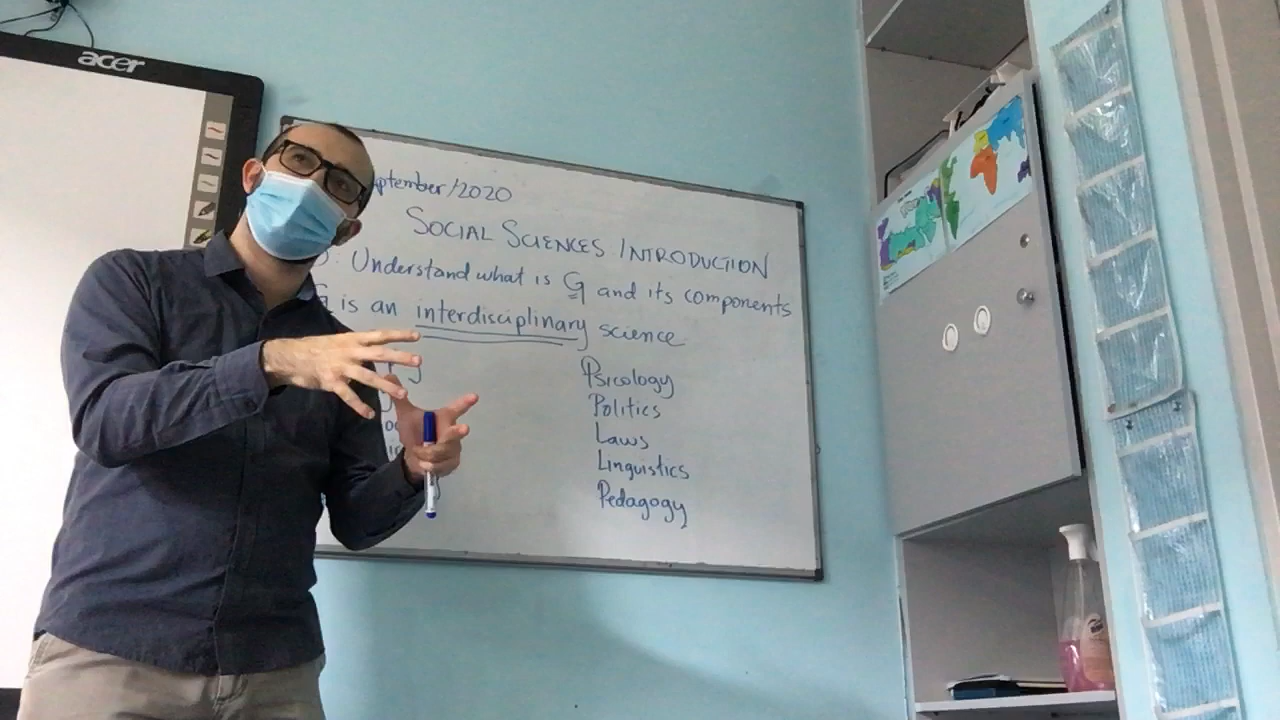 acer
ptember/2020
SOCIAL SCIENCES INTRODUCTION
Understand what is G and its components
G is an interdisciplinary science
Psicology
Politics
Laws
Linguistics
Pedagogy